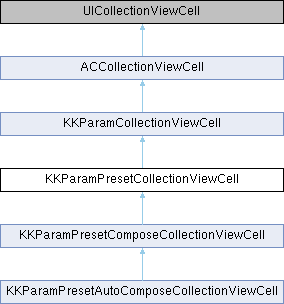 UICollectionViewCell
ACCollectionViewCell
KKParamCollectionViewCell
KKParamPresetCollectionViewCell
KKParamPresetComposeCollectionViewCell
KKParamPresetAutoComposeCollectionViewCell